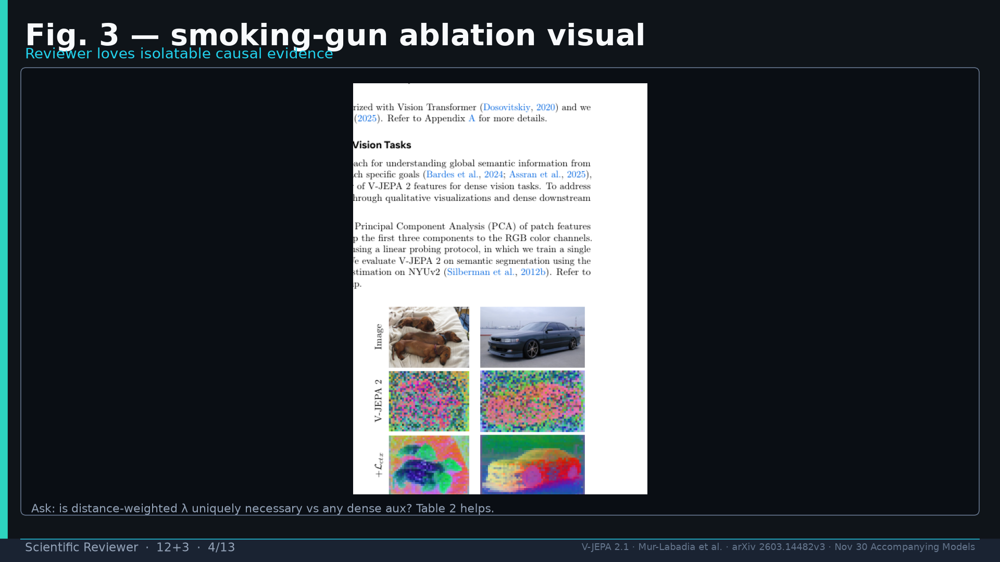 Fig. 3 — smoking-gun ablation visual
Reviewer loves isolatable causal evidence
rized with Vision Transformer (Dosovitskiy, 2020) and we
(2025). Refer to Appendix A for more details.
Vision Tasks
ach for understanding global semantic information from
ch specific goals (Bardes et al., 2024; Assran et al., 2025),
of V-JEPA 2 features for dense vision tasks. To address
hrough qualitative visualizations and dense downstream
Principal Component Analysis (PCA) of patch features
p the first three components to the RGB color channels.
using a linear probing protocol, in which we train a single
We evaluate V-JEPA 2 on semantic segmentation using the
stimation on NYUv2 (Silberman et al., 2012b). Refer to
up.
Image
V-JEPA 2
+ℒctx
Ask: is distance-weighted λ uniquely necessary vs any dense aux? Table 2 helps.
Scientific Reviewer · 12+3 · 4/13
V-JEPA 2.1 · Mur-Labadia et al. · arXiv 2603.14482v3 · Nov 30 Accompanying Models